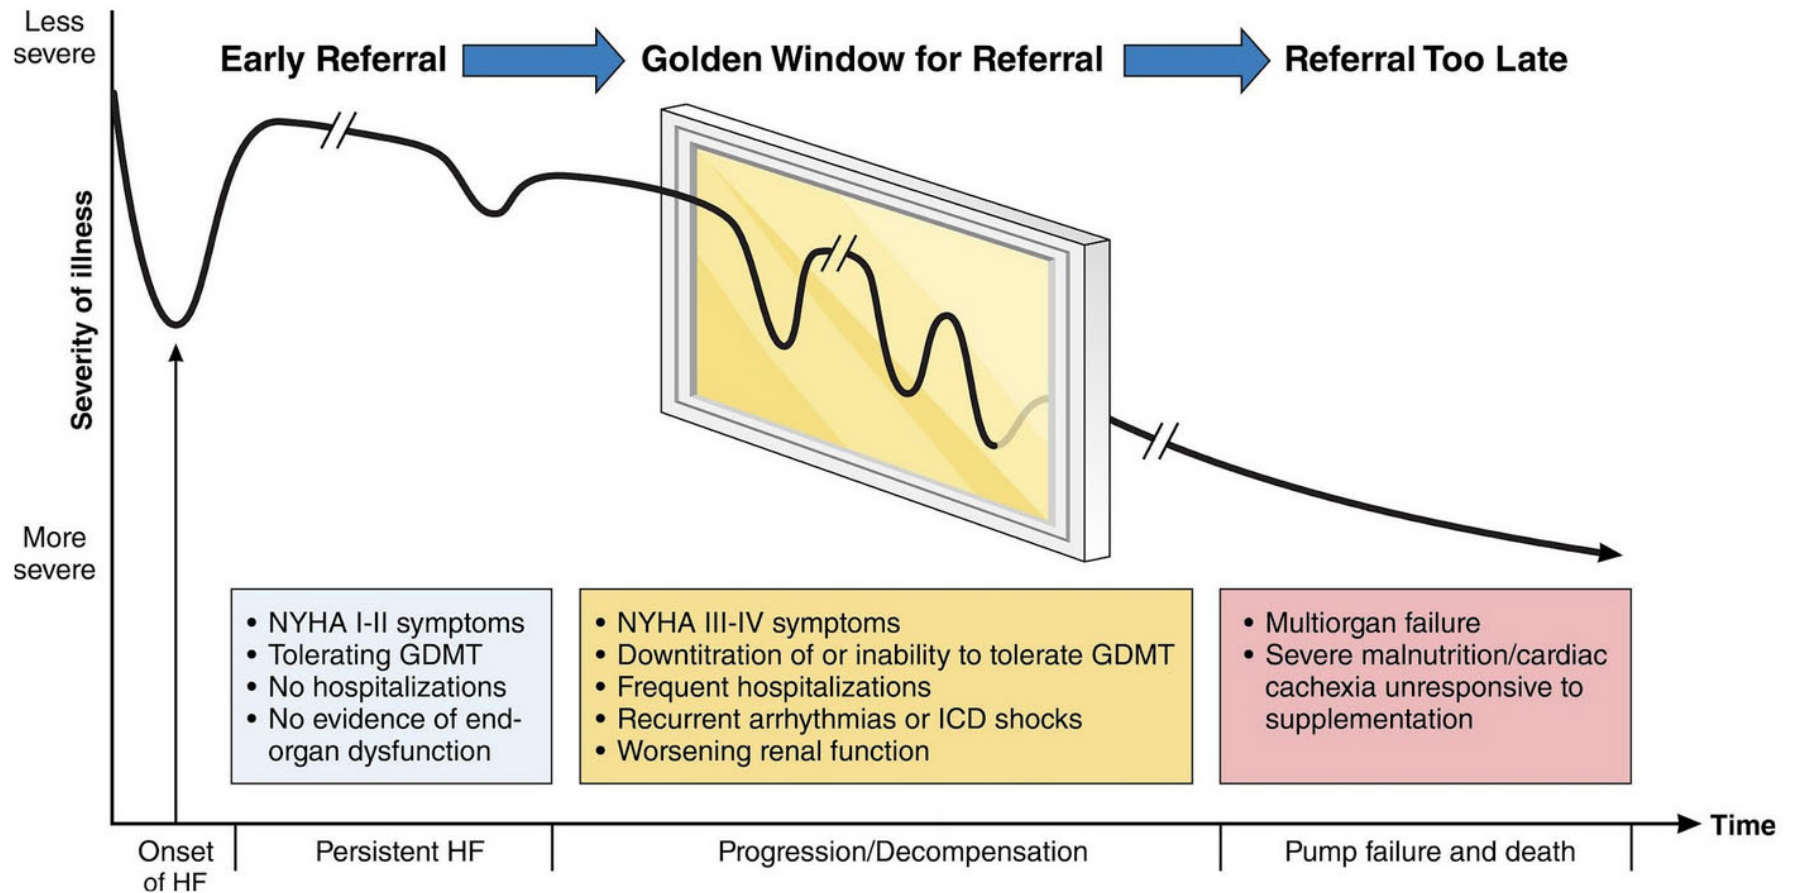 Less
severe
Early Referral
Golden Window for Referral
Referral Too Late
Severity of illness
More
severe
• NYHA I-II symptoms
• Tolerating GDMT
• No hospitalizations
• No evidence of end-
organ dysfunction
• NYHA III-IV symptoms
• Downtitration of or inability to tolerate GDMT
• Frequent hospitalizations
• Recurrent arrhythmias or ICD shocks
• Worsening renal function
• Multiorgan failure
• Severe malnutrition/cardiac
cachexia unresponsive to
supplementation
Time
Onset
of HF
Persistent HF
Progression/Decompensation
Pump failure and death